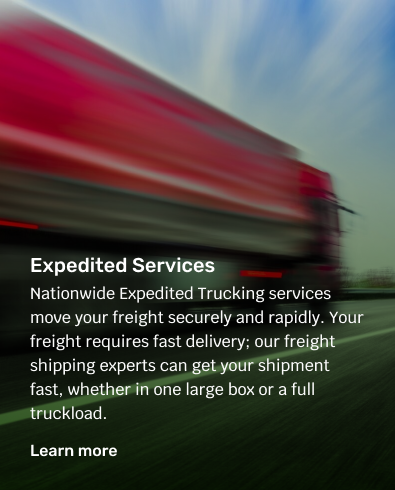 Expedited Services
Nationwide Expedited Trucking services
move your freight securely and rapidly. Your
freight requires fast delivery; our freight
shipping experts can get your shipment
fast, whether in one large box or a full
truckload.
Learn more